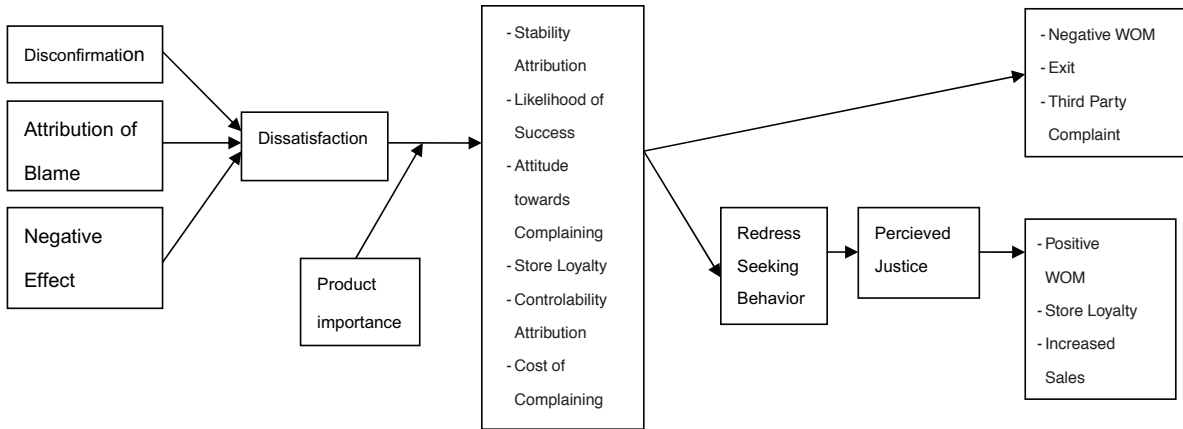 Disconfirmation
Attribution of
Blame
Negative
Effect
Dissatisfaction
Product
importance
- Stability
Attribution
- Likelihood of
Success
- Attitude
towards
Complaining
- Store Loyalty
- Controlability
Attribution
- Cost of
Complaining
- Negative WOM
- Exit
- Third Party
Complaint
Redress
Seeking
Behavior
Percieved
Justice
- Positive
WOM
- Store Loyalty
- Increased
Sales